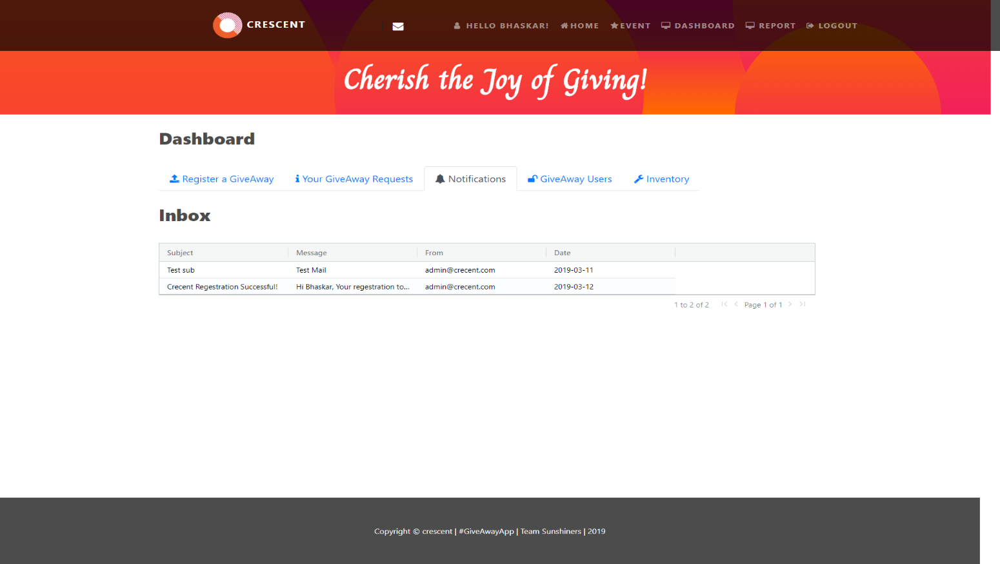 CRESCENT
HELLO BHASKAR! HOME EVENT DASHBOARD REPORT LOGOUT
Cherish the Joy of Giving!
Dashboard
Register a GiveAway Your GiveAway Requests Notifications GiveAway Users Inventory
Inbox
Subject Message From Date
Test sub Test Mail admin@crecent.com 2019-03-11
Crecent Regestration Successful! Hi Bhaskar, Your regestration to... admin@crecent.com 2019-03-12
1 to 2 of 2 Page 1 of 1
Copyright © crescent | #GiveAwayApp | Team Sunshiners | 2019